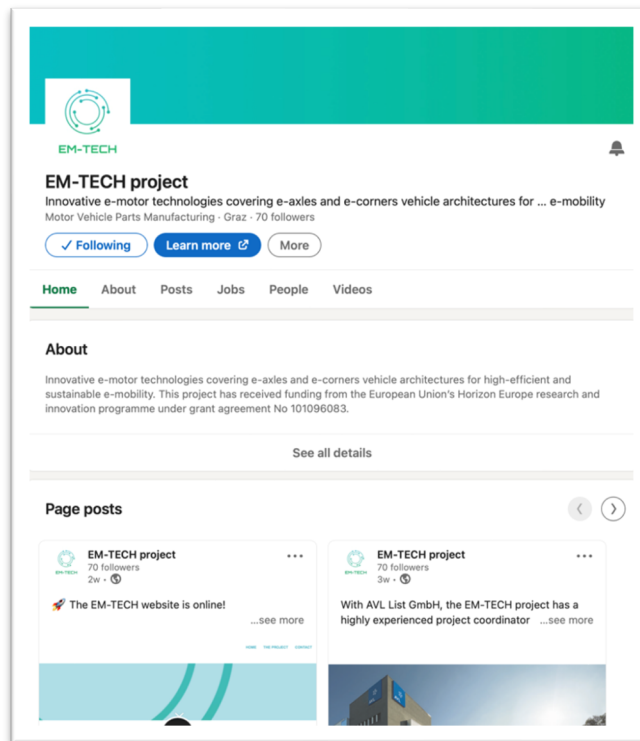 EM-TECH
EM-TECH project
Innovative e-motor technologies covering e-axles and e-corners vehicle architectures for ... e-mobility
Motor Vehicle Parts Manufacturing · Graz · 70 followers
✓ Following
Learn more
More
Home About Posts Jobs People Videos
About
Innovative e-motor technologies covering e-axles and e-corners vehicle architectures for high-efficient and
sustainable e-mobility. This project has received funding from the European Union's Horizon Europe research and
innovation programme under grant agreement No 101096083.
See all details
Page posts
EM-TECH
EM-TECH project
70 followers
2w •
🚀 The EM-TECH website is online!
...see more
HOME THE PROJECT CONTACT
EM-TECH
EM-TECH project
70 followers
3w •
With AVL List GmbH, the EM-TECH project has a
highly experienced project coordinator ...see more